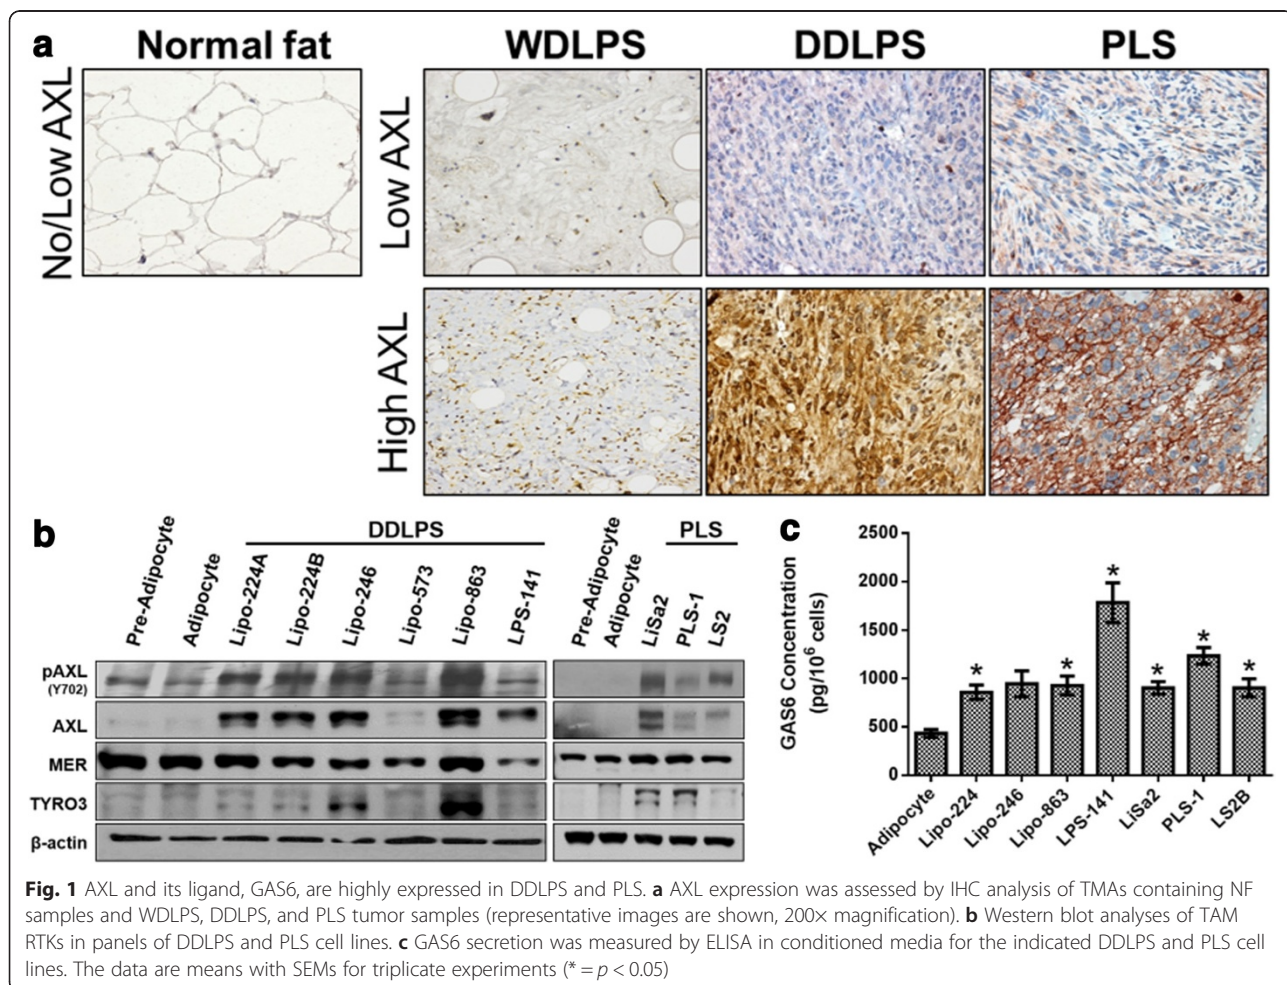 a
Normal fat
WDLPS
DDLPS
PLS
No/Low AXL
Low AXL
High AXL
b
DDLPS
PLS
Pre-Adipocyte
Adipocyte
Lipo-224A
Lipo-224B
Lipo-246
Lipo-573
Lipo-863
LPS-141
Pre-Adipocyte
Adipocyte
LiSa2
PLS-1
LS2
pAXL
(Y702)
AXL
MER
TYRO3
β-actin
c
GAS6 Concentration
(pg/10⁶ cells)
2500
2000
1500
1000
500
0
*
*
*
*
*
*
Adipocyte
Lipo-224
Lipo-246
Lipo-863
LPS-141
LiSa2
PLS-1
LS2B
Fig. 1 AXL and its ligand, GAS6, are highly expressed in DDLPS and PLS. a AXL expression was assessed by IHC analysis of TMAs containing NF
samples and WDLPS, DDLPS, and PLS tumor samples (representative images are shown, 200× magnification). b Western blot analyses of TAM
RTKs in panels of DDLPS and PLS cell lines. c GAS6 secretion was measured by ELISA in conditioned media for the indicated DDLPS and PLS cell
lines. The data are means with SEMs for triplicate experiments (* = p < 0.05)